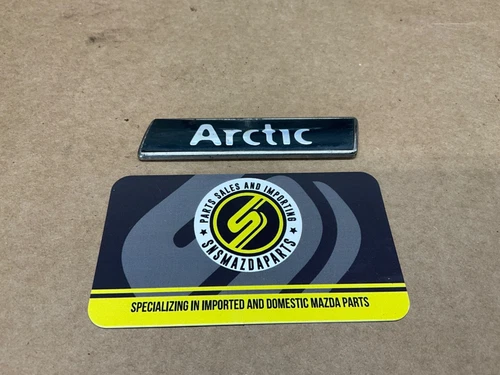 Arctic
PARTS SALES AND IMPORTING
S
SNSMAZDAPARTS
SPECIALIZING IN IMPORTED AND DOMESTIC MAZDA PARTS